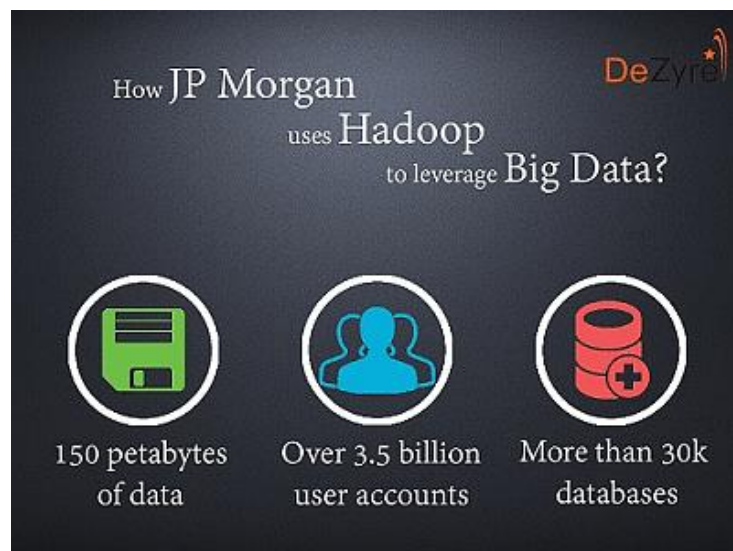 How JP Morgan
DeZyre
uses Hadoop
to leverage Big Data?
150 petabytes
of data
Over 3.5 billion
user accounts
More than 30k
databases